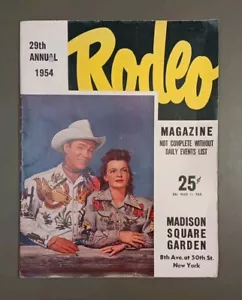 29th
ANNUAL
1954
Rodeo
MAGAZINE
NOT COMPLETE WITHOUT
DAILY EVENTS LIST
25¢
MADISON
SQUARE
GARDEN
8th Ave. at 50th St.
New York